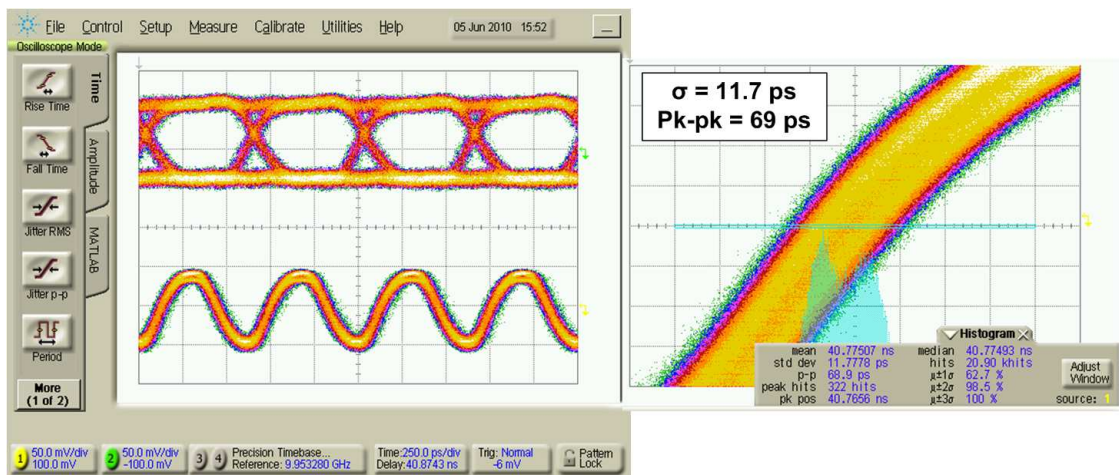 File Control Setup Measure Calibrate Utilities Help 05 Jun 2010 15:52
Oscilloscope Mode
Time
Amplitude
MATLAB
Rise Time
Fall Time
Jitter RMS
Jitter p-p
Period
More
(1 of 2)
σ = 11.7 ps
Pk-pk = 69 ps
Histogram
mean 40.77507 ns median 40.77493 ns
std dev 11.7778 ps hits 20.90 khits
p-p 68.9 ps µ±1σ 62.7 %
peak hits 322 hits µ±2σ 98.5 %
pk pos 40.7656 ns µ±3σ 100 %
Adjust
Window
source: 1
1 50.0 mV/div
100.0 mV
2 50.0 mV/div
-100.0 mV
3 4
Precision Timebase...
Reference: 9.953280 GHz
Time:250.0 ps/div
Delay:40.8743 ns
Trig: Normal
-6 mV
Pattern
Lock